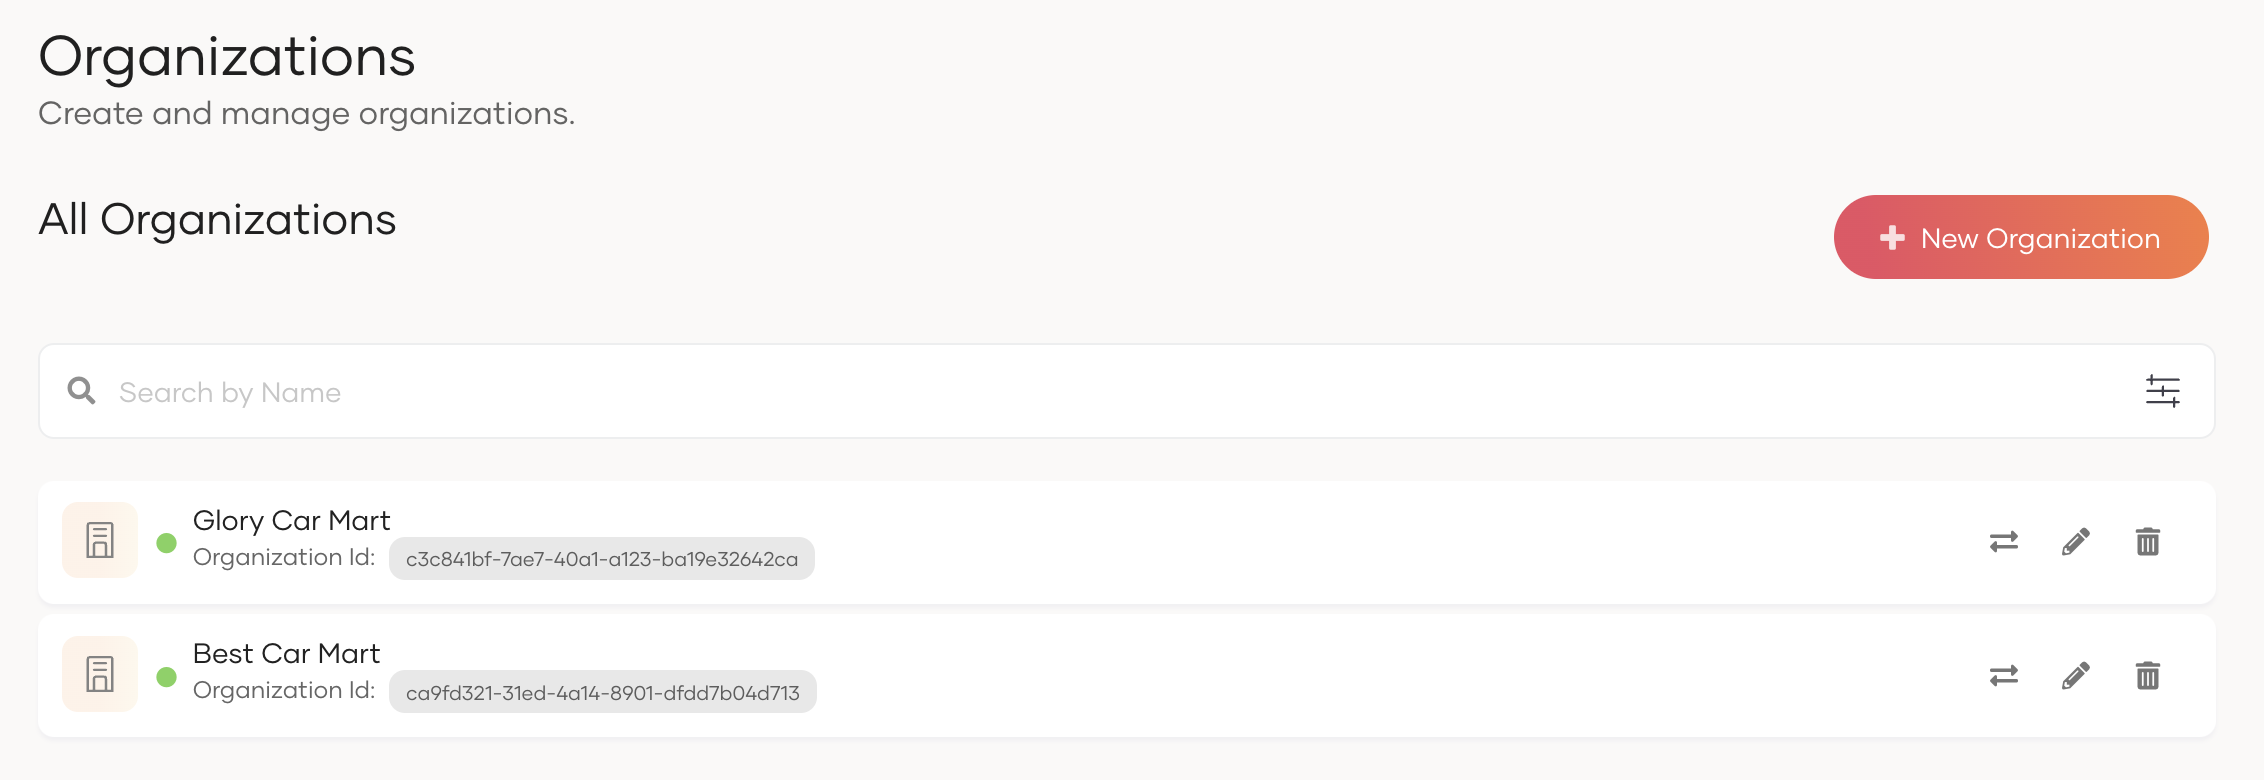 Organizations
Create and manage organizations.
All Organizations
New Organization
Search by Name
Glory Car Mart
Organization Id: c3c841bf-7ae7-40a1-a123-ba19e32642ca
Best Car Mart
Organization Id: ca9fd321-31ed-4a14-8901-dfdd7b04d713